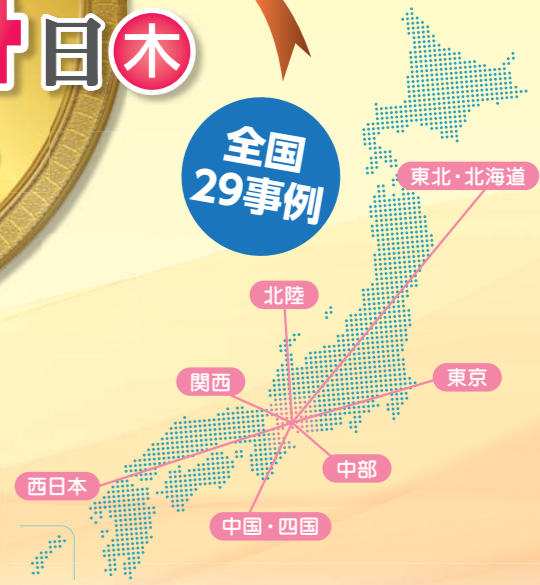 日木
全国
29事例
東北・北海道
北陸
関西
東京
中部
西日本
中国・四国